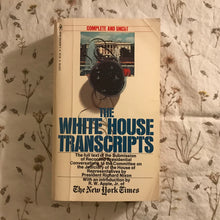 COMPLETE AND UNCUT
THE
WHITE HOUSE
TRANSCRIPTS
The full text of the Submission
of Recorded Presidential
Conversations to the Committee on
the Judiciary of the House of
Representatives by
President Richard Nixon
With an introduction by
R. W. Apple, Jr. of
The New York Times